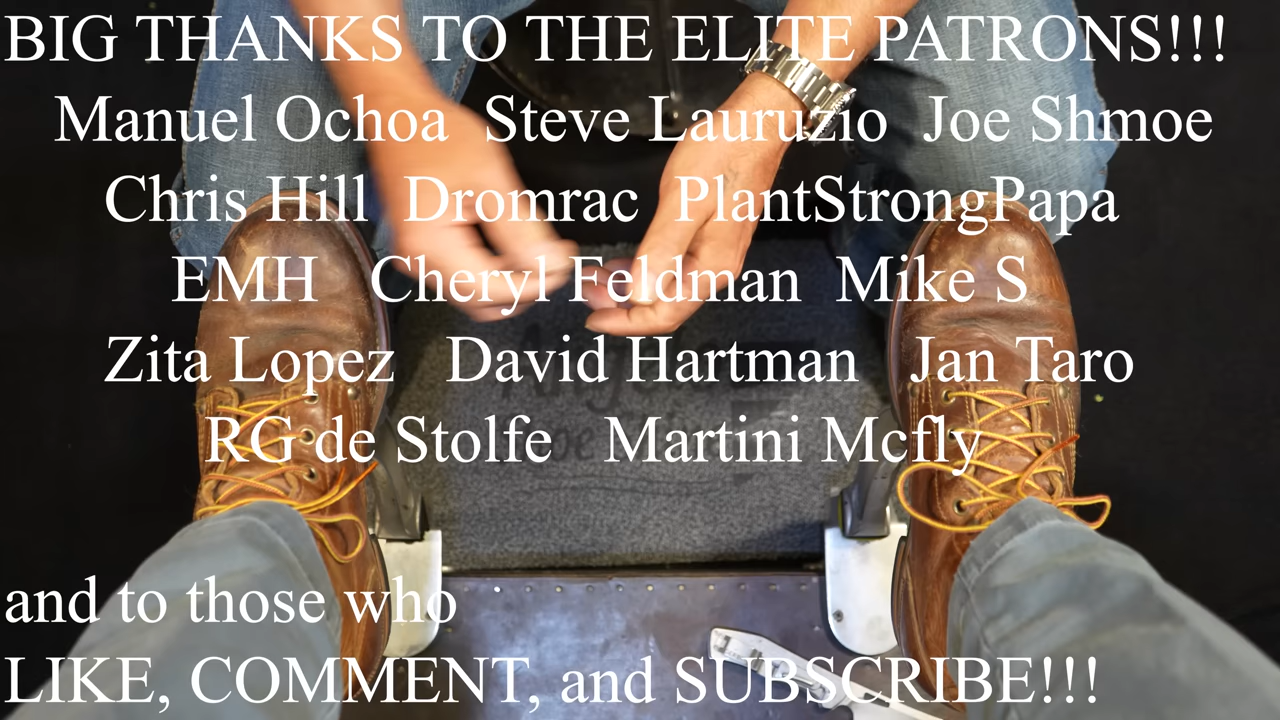 BIG THANKS TO THE ELITE PATRONS!!!
Manuel Ochoa Steve Lauruzio Joe Shmoe
Chris Hill Dromrac PlantStrongPapa
EMH Cheryl Feldman Mike S
Zita Lopez David Hartman Jan Taro
RG de Stolfe Martini Mcfly
and to those who
LIKE, COMMENT, and SUBSCRIBE!!!